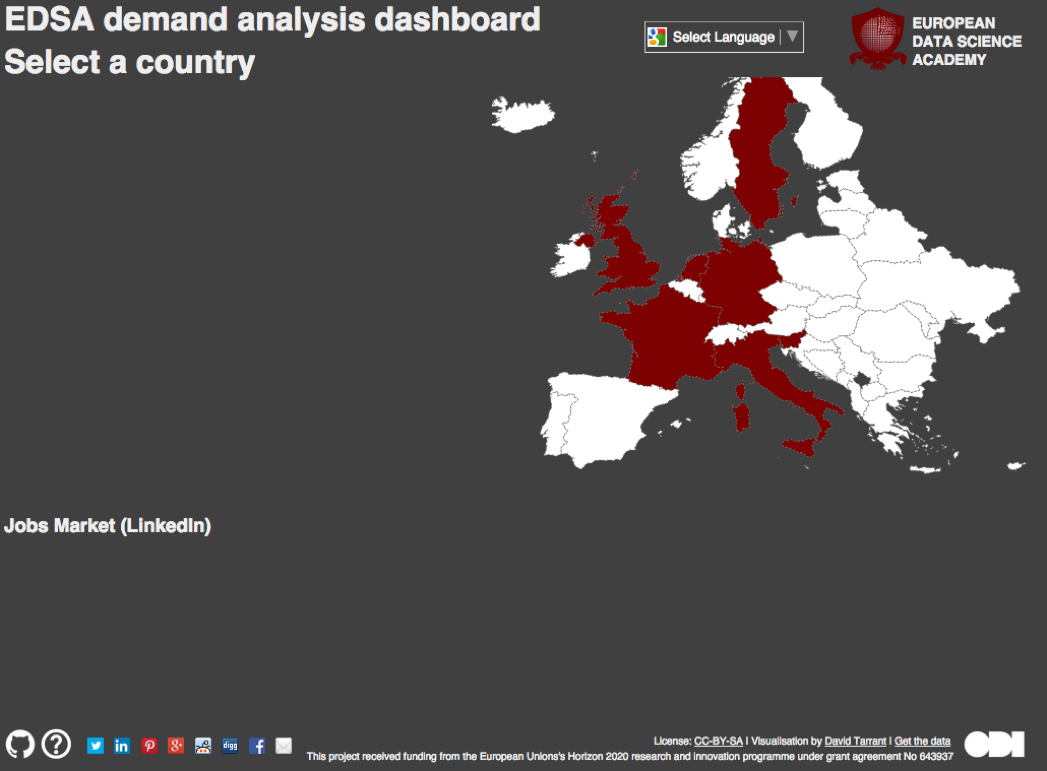 EDSA demand analysis dashboard
Select a country
Select Language
EUROPEAN
DATA SCIENCE
ACADEMY
Jobs Market (LinkedIn)
digg
License: CC-BY-SA I Visualisation by David Tarrant I Get the data
This project received funding from the European Unions's Horizon 2020 research and innovation programme under grant agreement No 643937
ODI